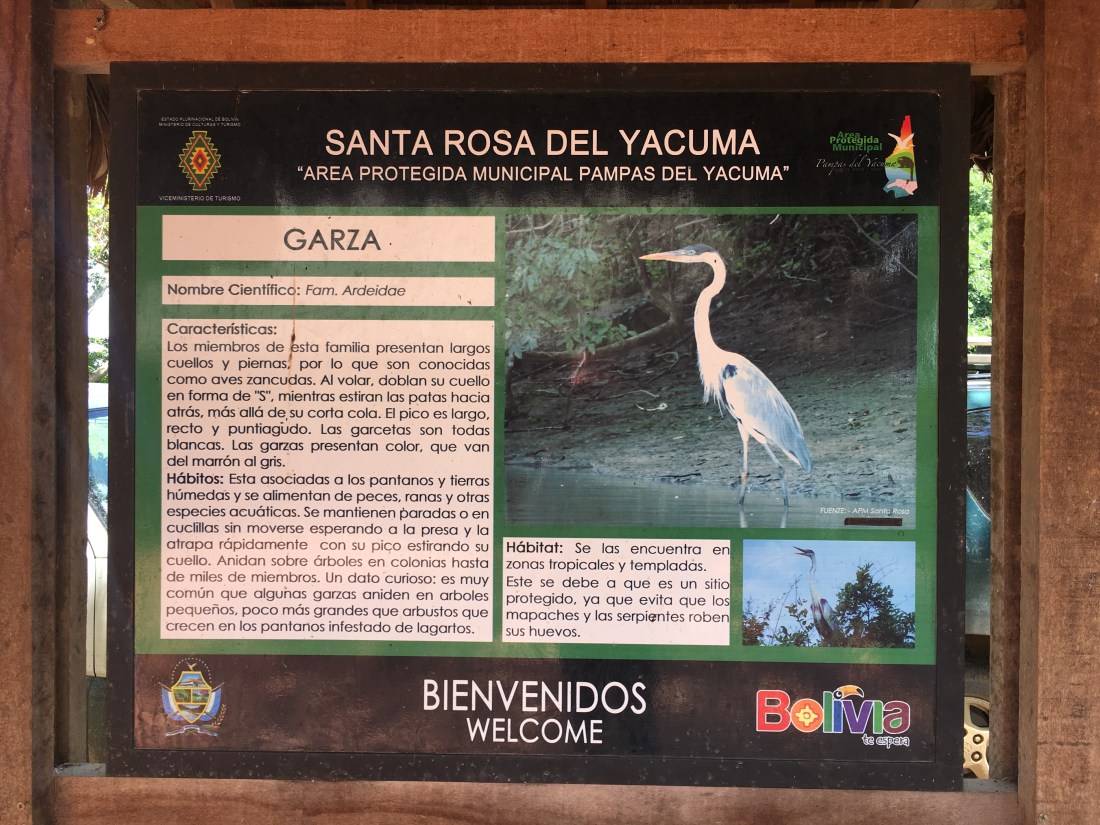 ESTADO PLURINACIONAL DE BOLIVIA
MINISTERIO DE CULTURAS Y TURISMO
VICEMINISTERIO DE TURISMO
SANTA ROSA DEL YACUMA
“AREA PROTEGIDA MUNICIPAL PAMPAS DEL YACUMA”
Area
Protegida
Municipal
Pampas del Yacuma
GARZA
Nombre Científico: Fam. Ardeidae
Características:
Los miembros de esta familia presentan largos
cuellos y piernas, por lo que son conocidas
como aves zancudas. Al volar, doblan su cuello
en forma de "S", mientras estiran las patas hacia
atrás, más allá de su corta cola. El pico es largo,
recto y puntiagudo. Las garcetas son todas
blancas. Las garzas presentan color, que van
del marrón al gris.
Hábitos: Esta asociadas a los pantanos y tierras
húmedas y se alimentan de peces, ranas y otras
especies acuáticas. Se mantienen paradas o en
cuclillas sin moverse esperando a la presa y la
atrapa rápidamente con su pico estirando su
cuello. Anidan sobre árboles en colonias hasta
de miles de miembros. Un dato curioso: es muy
común que algunas garzas aniden en arboles
pequeños, poco más grandes que arbustos que
crecen en los pantanos infestado de lagartos.
FUENTE: - APM Santa Rosa
Hábitat: Se las encuentra en
zonas tropicales y templadas.
Este se debe a que es un sitio
protegido, ya que evita que los
mapaches y las serpientes roben
sus huevos.
BIENVENIDOS
WELCOME
Bolivia
te espera